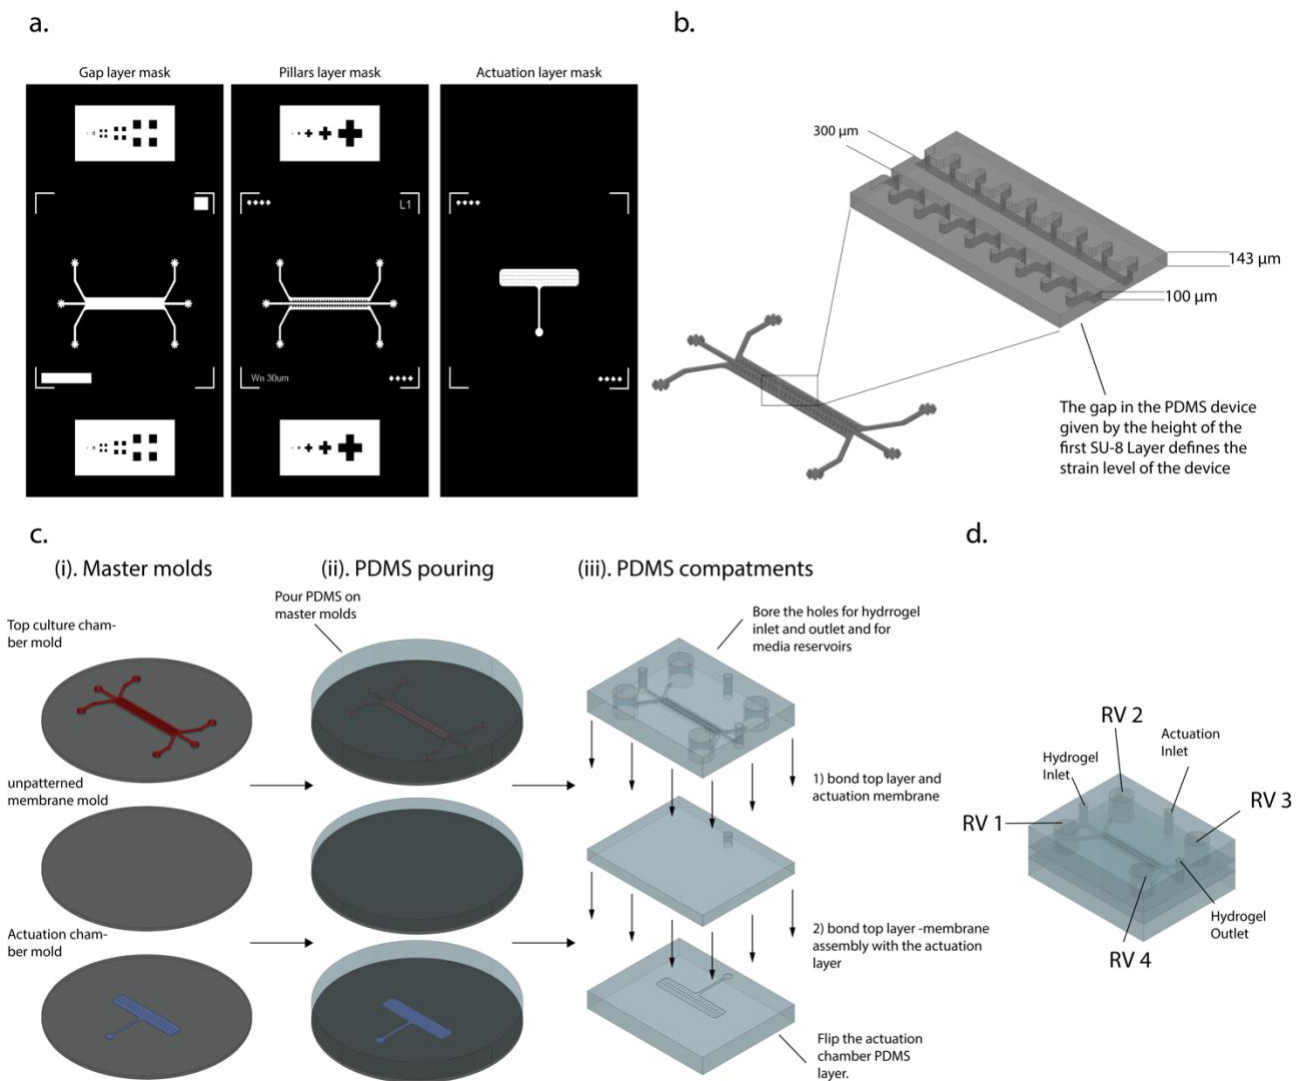 a.
Gap layer mask
Pillars layer mask
Actuation layer mask
L1
Wn 30um
b.
300 µm
143 µm
100 µm
The gap in the PDMS device
given by the height of the
first SU-8 Layer defines the
strain level of the device
c.
(i). Master molds
(ii). PDMS pouring
(iii). PDMS compatments
Top culture cham-
ber mold
unpatterned
membrane mold
Actuation cham-
ber mold
Pour PDMS on
master molds
Bore the holes for hydrrogel
inlet and outlet and for
media reservoirs
1) bond top layer and
actuation membrane
2) bond top layer -membrane
assembly with the actuation
layer
Flip the actuation
chamber PDMS
layer.
d.
RV 2
Actuation
Inlet
Hydrogel
Inlet
RV 3
RV 1
Hydrogel
Outlet
RV 4